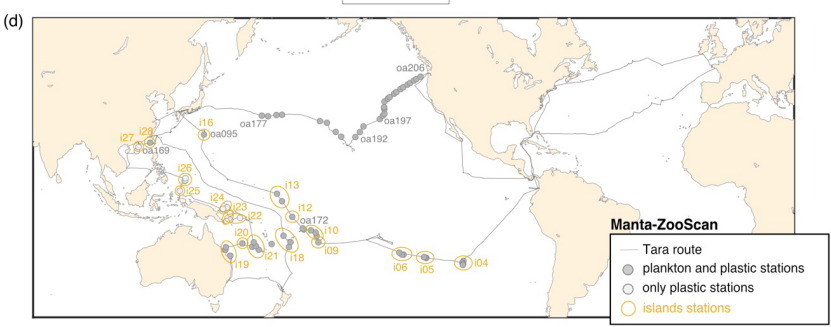 (d)
oa206
oa177
oa197
oa192
i16
oa095
i28
i27
oa169
i26
i25
i13
i24
i23
i12
i22
oa172
i10
i20
i09
i21
i18
i19
i06
i05
i04
Manta-ZooScan
Tara route
plankton and plastic stations
only plastic stations
islands stations